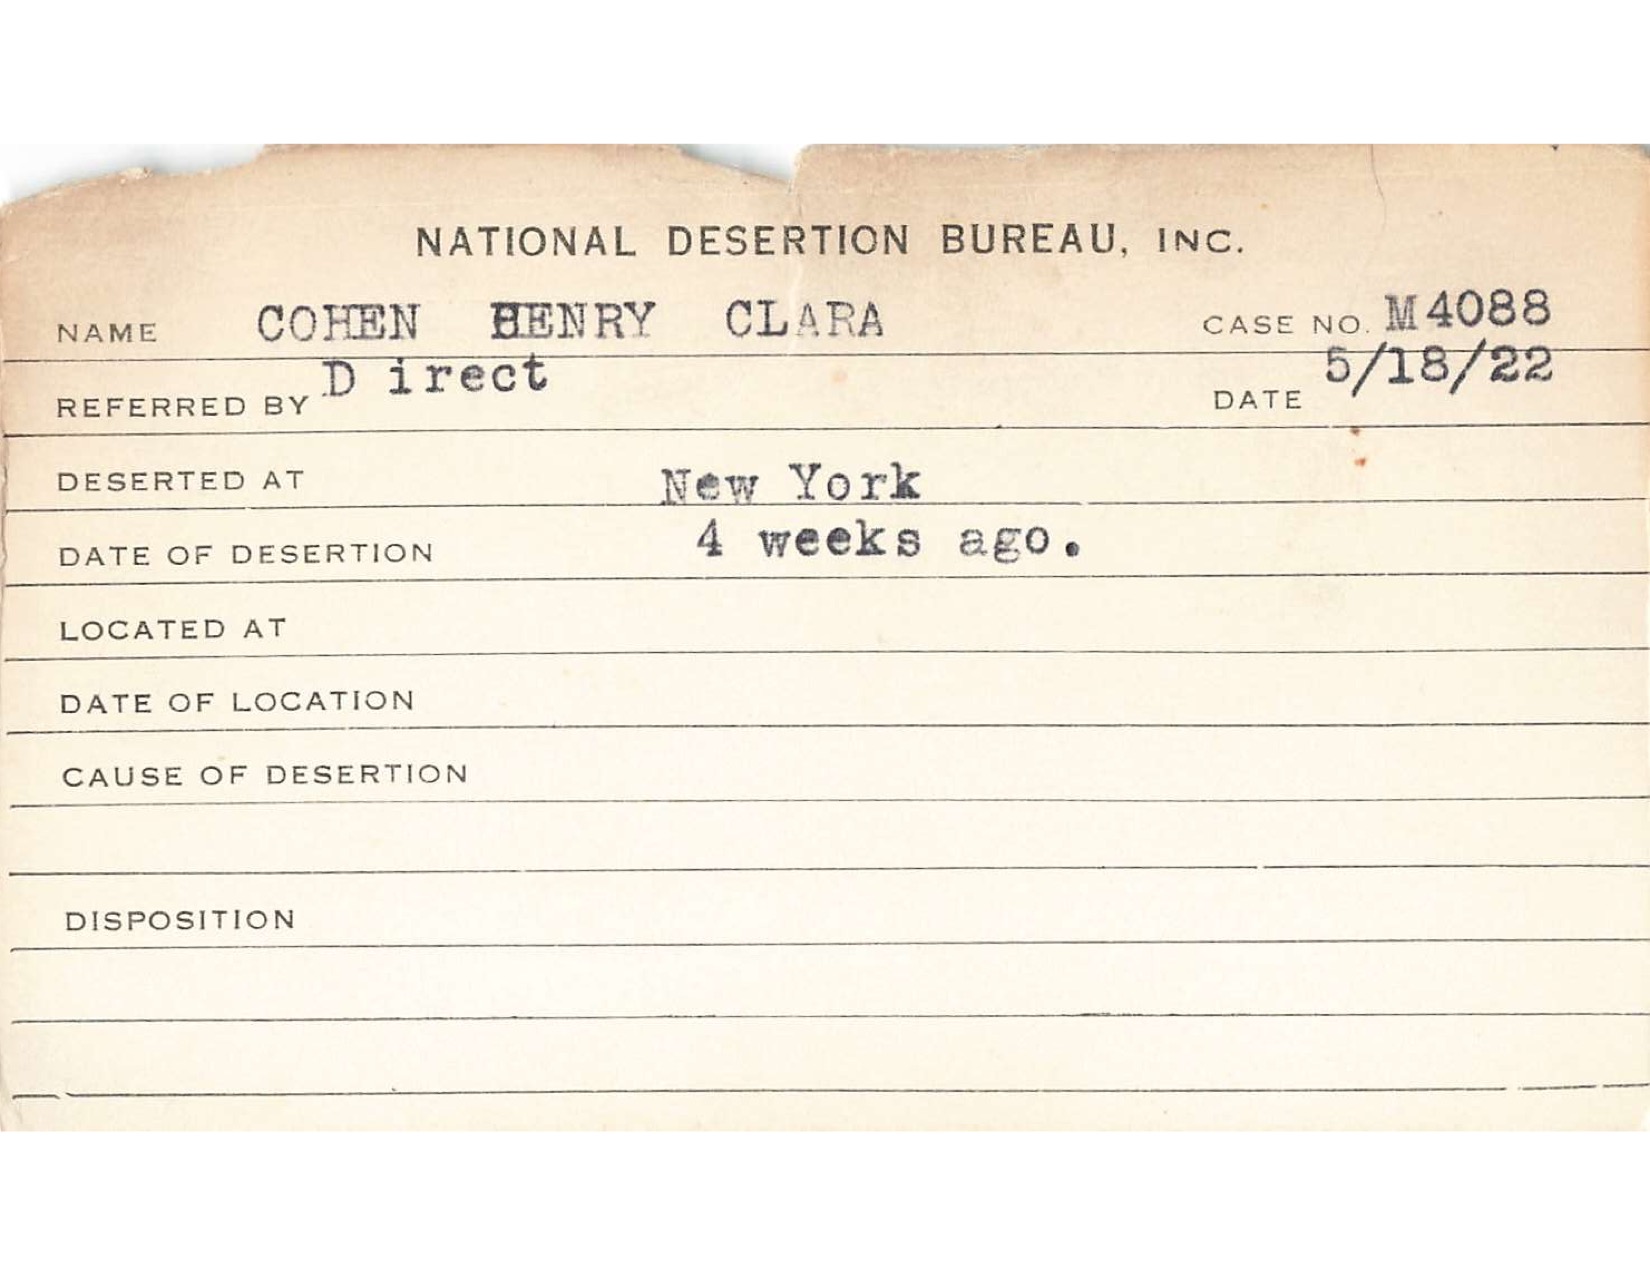 NATIONAL DESERTION BUREAU, INC.
NAME COHEN HENRY CLARA CASE NO. M4088
REFERRED BY Direct DATE 5/18/22
DESERTED AT New York
DATE OF DESERTION 4 weeks ago.
LOCATED AT
DATE OF LOCATION
CAUSE OF DESERTION
DISPOSITION